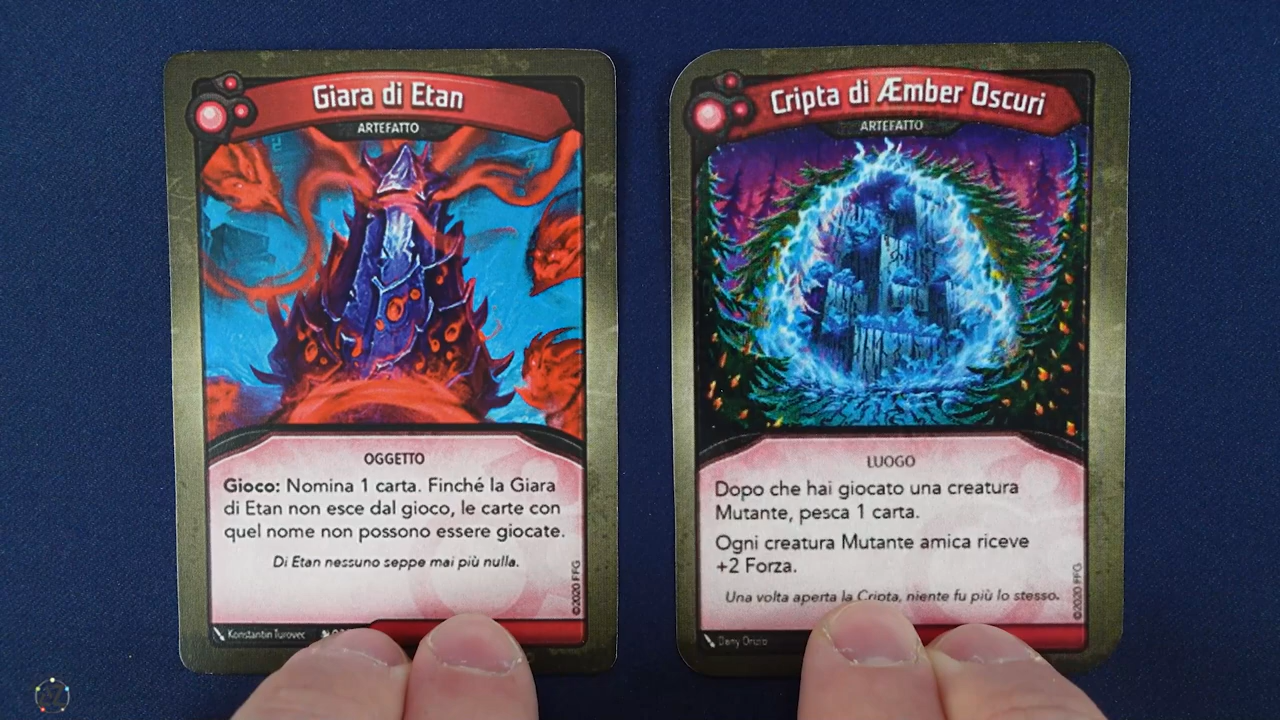 Giara di Etan
ARTEFATTO
OGGETTO
Gioco: Nomina 1 carta. Finché la Giara
di Etan non esce dal gioco, le carte con
quel nome non possono essere giocate.
Di Etan nessuno seppe mai più nulla.
©2020 FFG
Konstantin Turovec
Cripta di Æmber Oscuri
ARTEFATTO
LUOGO
Dopo che hai giocato una creatura
Mutante, pesca 1 carta.
Ogni creatura Mutante amica riceve
+2 Forza.
Una volta aperta la Cripta, niente fu più lo stesso.
©2020 FFG